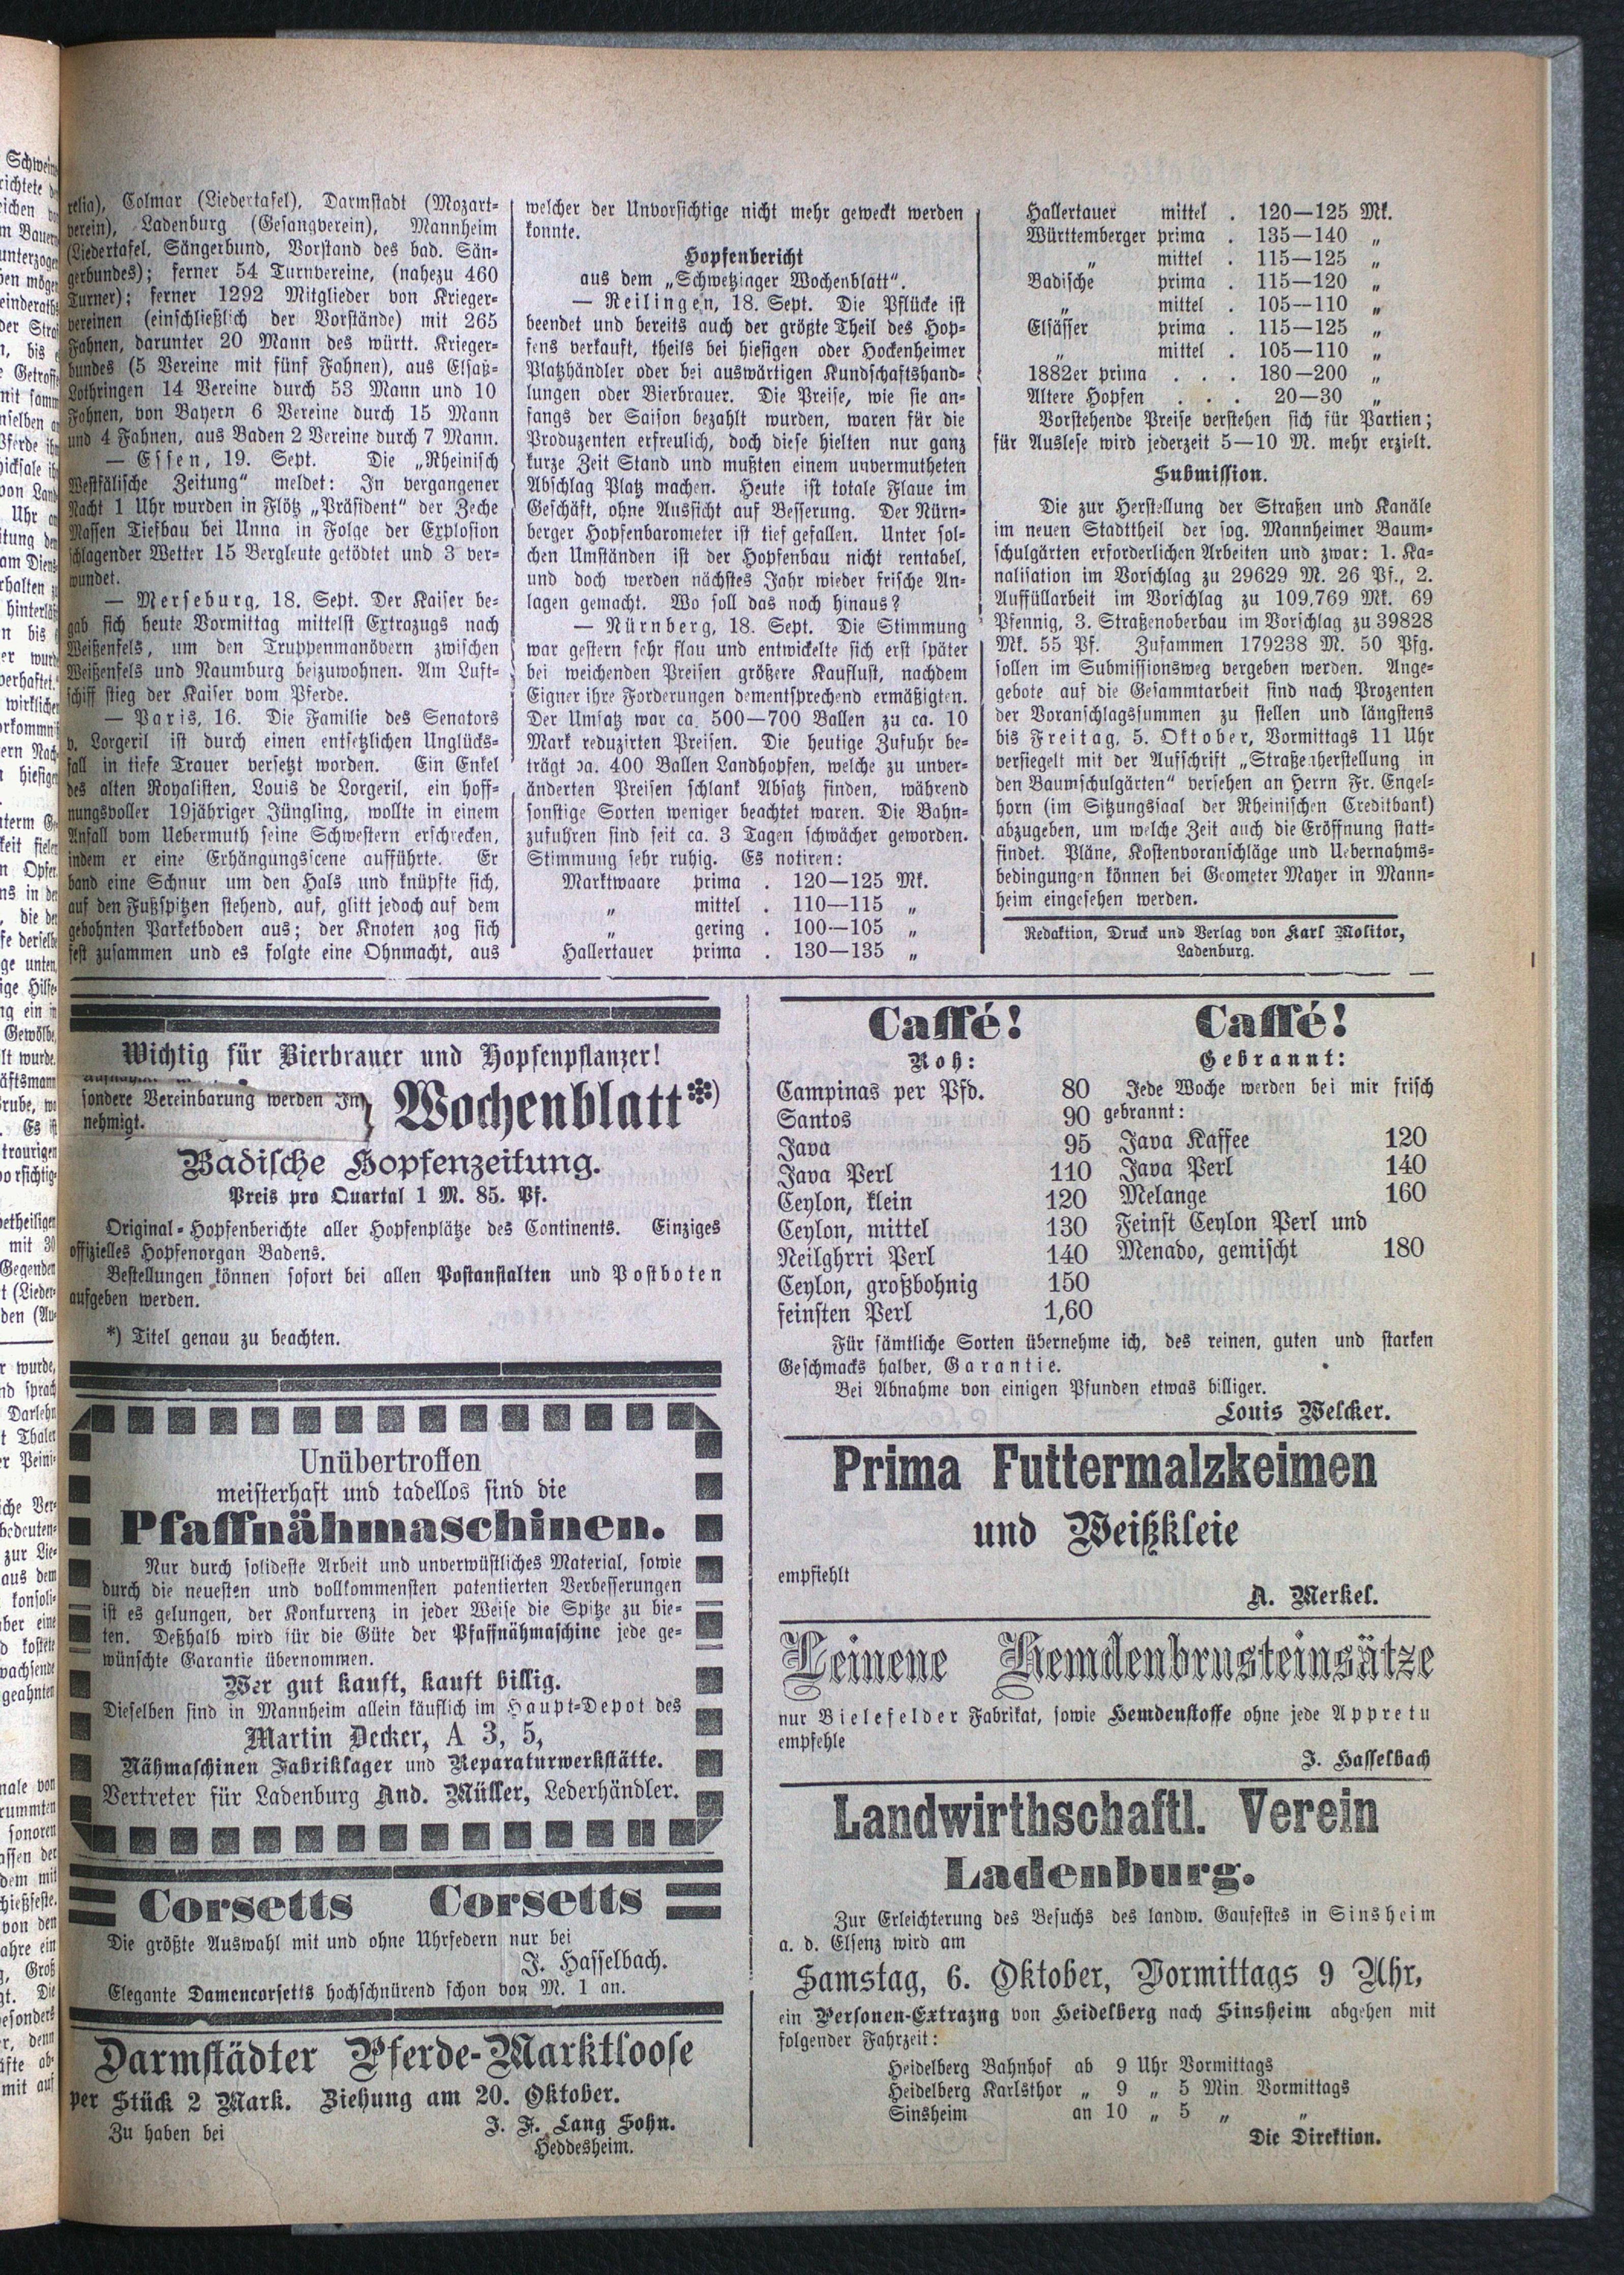 relia), Colmar (Liedertafel), Darmstadt (Mozart-
verein), Ladenburg (Gesangverein), Mannheim
(Liedertafel, Sängerbund, Vorstand des bad. Sän-
gerbundes); ferner 54 Turnvereine, (nahezu 460
Turner); ferner 1292 Mitglieder von Krieger-
vereinen (einschließlich der Vorstände) mit 265
Fahnen, darunter 20 Mann des württ. Krieger-
bundes (5 Vereine mit fünf Fahnen), aus Elsaß-
Lothringen 14 Vereine durch 53 Mann und 10
Fahnen, von Bayern 6 Vereine durch 15 Mann
und 4 Fahnen, aus Baden 2 Vereine durch 7 Mann.
— Essen, 19. Sept. Die „Rheinisch
Westfälische Zeitung“ meldet: In vergangener
Nacht 1 Uhr wurden in Flötz „Präsident“ der Zeche
Massen Tiefbau bei Unna in Folge der Explosion
schlagender Wetter 15 Bergleute getödtet und 3 ver-
wundet.
— Merseburg, 18. Sept. Der Kaiser be-
gab sich heute Vormittag mittelst Extrazugs nach
Weißenfels, um den Truppenmanövern zwischen
Weißenfels und Naumburg beizuwohnen. Am Luft-
schiff stieg der Kaiser vom Pferde.
— Paris, 16. Die Familie des Senators
v. Lorgeril ist durch einen entsetzlichen Unglücks-
fall in tiefe Trauer versetzt worden. Ein Enkel
des alten Royalisten, Louis de Lorgeril, ein hoff-
nungsvoller 19jähriger Jüngling, wollte in einem
Anfall vom Uebermuth seine Schwestern erschrecken,
indem er eine Erhängungsscene aufführte. Er
band eine Schnur um den Hals und knüpfte sich,
auf den Fußspitzen stehend, auf, glitt jedoch auf dem
gebohnten Parketboden aus; der Knoten zog sich
fest zusammen und es folgte eine Ohnmacht, aus
welcher der Unvorsichtige nicht mehr geweckt werden
konnte.
Hopfenbericht
aus dem „Schwetzinger Wochenblatt“.
— Neilingen, 18. Sept. Die Pflücke ist
beendet und bereits auch der größte Theil des Hop-
fens verkauft, theils bei hiesigen oder Hockenheimer
Platzhändler oder bei auswärtigen Kundschaftshand-
lungen oder Bierbrauer. Die Preise, wie sie an-
fangs der Saison bezahlt wurden, waren für die
Produzenten erfreulich, doch diese hielten nur ganz
kurze Zeit Stand und mußten einem unvermutheten
Abschlag Platz machen. Heute ist totale Flaue im
Geschäft, ohne Aussicht auf Besserung. Der Nürn-
berger Hopfenbarometer ist tief gefallen. Unter sol-
chen Umständen ist der Hopfenbau nicht rentabel,
und doch werden nächstes Jahr wieder frische An-
lagen gemacht. Wo soll das noch hinaus?
— Nürnberg, 18. Sept. Die Stimmung
war gestern sehr flau und entwickelte sich erst später
bei weichenden Preisen größere Kauflust, nachdem
Eigner ihre Forderungen dementsprechend ermäßigten.
Der Umsatz war ca. 500—700 Ballen zu ca. 10
Mark reduzirten Preisen. Die heutige Zufuhr be-
trägt ca. 400 Ballen Landhopfen, welche zu unver-
änderten Preisen schlank Absatz finden, während
sonstige Sorten weniger beachtet waren. Die Bahn-
zufuhren sind seit ca. 3 Tagen schwächer geworden.
Stimmung sehr ruhig. Es notiren:
Marktwaare prima . 120—125 Mk.
„ mittel . 110—115 „
„ gering . 100—105 „
Hallertauer prima . 130—135 „
Hallertauer mittel . 120—125 Mk.
Württemberger prima . 135—140 „
„ mittel . 115—125 „
Badische prima . 115—120 „
„ mittel . 105—110 „
Elsässer prima . 115—125 „
„ mittel . 105—110 „
1882er prima . . . 180—200 „
Altere Hopfen . . . 20—30 „
Vorstehende Preise verstehen sich für Partien;
für Auslese wird jederzeit 5—10 M. mehr erzielt.
Submission.
Die zur Herstellung der Straßen und Kanäle
im neuen Stadttheil der sog. Mannheimer Baum-
schulgärten erforderlichen Arbeiten und zwar: 1. Ka-
nalisation im Vorschlag zu 29629 M. 26 Pf., 2.
Auffüllarbeit im Vorschlag zu 109,769 Mk. 69
Pfennig, 3. Straßenoberbau im Vorschlag zu 39828
Mk. 55 Pf. Zusammen 179238 M. 50 Pfg.
sollen im Submissionsweg vergeben werden. Ange-
gebote auf die Gesammtarbeit sind nach Prozenten
der Voranschlagssummen zu stellen und längstens
bis Freitag, 5. Oktober, Vormittags 11 Uhr
versiegelt mit der Aufschrift „Straßenherstellung in
den Baumschulgärten“ versehen an Herrn Fr. Engel-
horn (im Sitzungssaal der Rheinischen Creditbank)
abzugeben, um welche Zeit auch die Eröffnung statt-
findet. Pläne, Kostenvoranschläge und Uebernahms-
bedingungen können bei Geometer Mayer in Mann-
heim eingesehen werden.
Redaktion, Druck und Verlag von Karl Molitor,
Ladenburg.
Wichtig für Bierbrauer und Hopfenpflanzer!
sondere Vereinbarung werden
nehmigt.
Wochenblatt*)
Badische Hopfenzeitung.
Preis pro Quartal 1 M. 85. Pf.
Original-Hopfenberichte aller Hopfenplätze des Continents. Einziges
offizielles Hopfenorgan Badens.
Bestellungen können sofort bei allen Postanstalten und Postboten
aufgeben werden.
*) Titel genau zu beachten.
Unübertroffen
meisterhaft und tadellos sind die
Pfaffnähmaschinen.
Nur durch solideste Arbeit und unverwüstliches Material, sowie
durch die neuesten und vollkommensten patentierten Verbesserungen
ist es gelungen, der Konkurrenz in jeder Weise die Spitze zu bie-
ten. Deßhalb wird für die Güte der Pfaffnähmaschine jede ge-
wünschte Garantie übernommen.
Wer gut kauft, kauft billig.
Dieselben sind in Mannheim allein käuflich im Haupt-Depot des
Martin Decker, A 3, 5,
Nähmaschinen Fabriklager und Reparaturwerkstätte.
Vertreter für Ladenburg And. Müller, Lederhändler.
Corsetts Corsetts
Die größte Auswahl mit und ohne Uhrfedern nur bei
J. Hasselbach.
Elegante Damencorsetts hochschnürend schon von M. 1 an.
Darmstädter Pferde-Marktloose
per Stück 2 Mark. Ziehung am 20. Oktober.
Zu haben bei
J. F. Lang Sohn.
Heddesheim.
Caffé!
Roh:
Campinas per Pfd. 80
Santos 90
Java 95
Java Perl 110
Ceylon, klein 120
Ceylon, mittel 130
Neilghrri Perl 140
Ceylon, großbohnig 150
feinsten Perl 1,60
Caffé!
Gebrannt:
Jede Woche werden bei mir frisch
gebrannt:
Java Kaffee 120
Java Perl 140
Melange 160
Feinst Ceylon Perl und
Menado, gemischt 180
Für sämtliche Sorten übernehme ich, des reinen, guten und starken
Geschmacks halber, Garantie.
Bei Abnahme von einigen Pfunden etwas billiger.
Louis Welcker.
Prima Futtermalzkeimen
und Weißkleie
empfiehlt
A. Merkel.
Leinene Hemdenbrusteinsätze
nur Bielefelder Fabrikat, sowie Hemdenstoffe ohne jede Appretu
empfehle
J. Hasselbach
Landwirthschaftl. Verein
Ladenburg.
Zur Erleichterung des Besuchs des landw. Gaufestes in Sinsheim
a. d. Elsenz wird am
Samstag, 6. Oktober, Vormittags 9 Uhr,
ein Personen-Extrazng von Heidelberg nach Sinsheim abgehen mit
folgender Fahrzeit:
Heidelberg Bahnhof ab 9 Uhr Vormittags
Heidelberg Karlsthor „ 9 „ 5 Min. Vormittags
Sinsheim an 10 „ 5 „ „
Die Direktion.